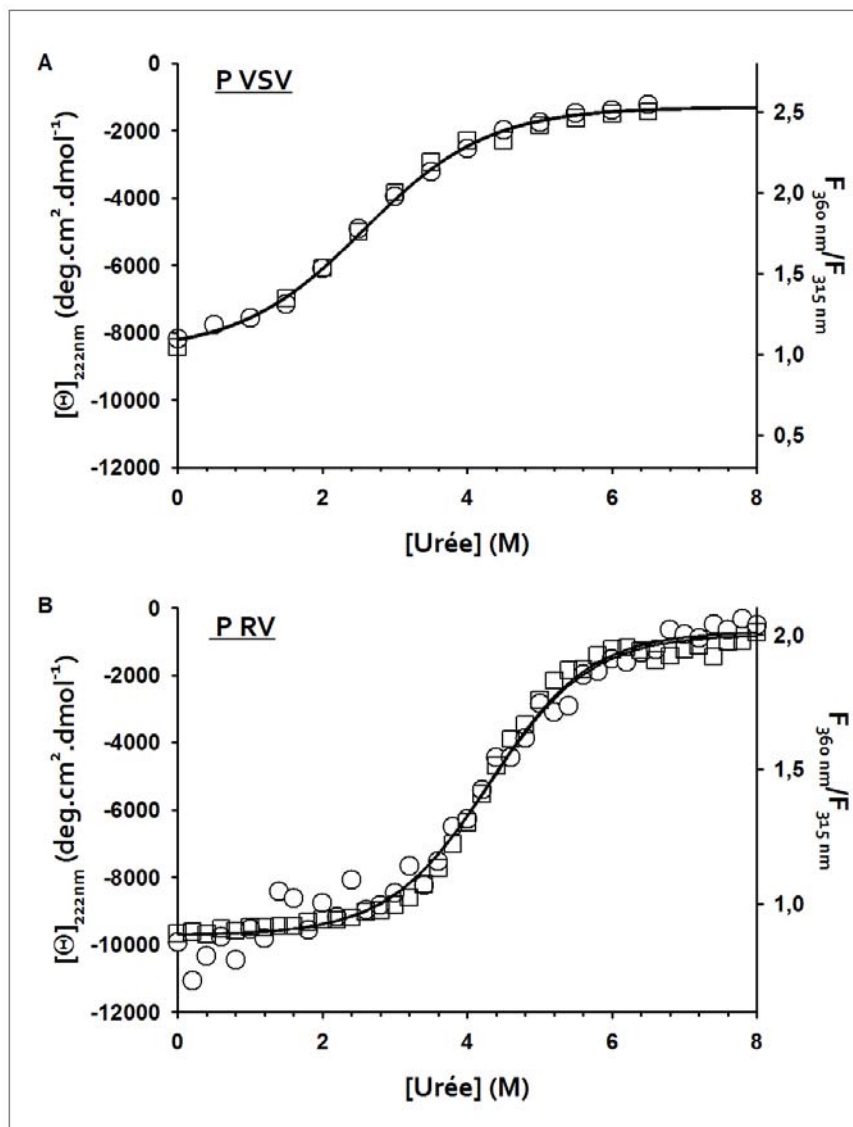 A
P VSV
0
-2000
-4000
-6000
-8000
-10000
-12000
[Θ]222nm (deg.cm².dmol⁻¹)
2,5
2,0
1,5
1,0
0,5
F360 nm/F315 nm
0 2 4 6 8
[Urée] (M)
B
P RV
0
-2000
-4000
-6000
-8000
-10000
-12000
[Θ]222nm (deg.cm².dmol⁻¹)
2,0
1,5
1,0
F360 nm/F315 nm
0 2 4 6 8
[Urée] (M)